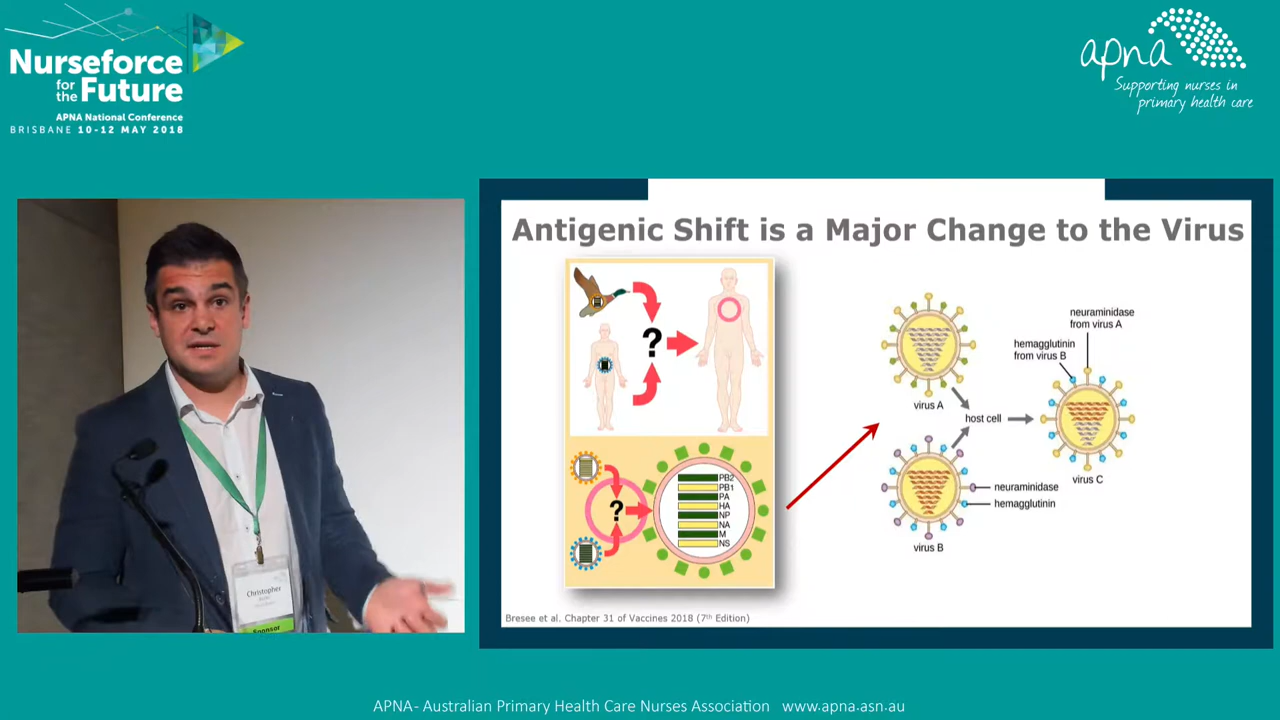 Nurseforce
for
the Future
APNA National Conference
BRISBANE 10-12 MAY 2018
apna
Supporting nurses in
primary health care
Antigenic Shift is a Major Change to the Virus
?
?
PB2
PB1
PA
HA
NP
NA
M
NS
neuraminidase
from virus A
hemagglutinin
from virus B
virus A
host cell
virus C
neuraminidase
hemagglutinin
virus B
Bresee et al. Chapter 31 of Vaccines 2018 (7th Edition)
Christopher
Sponsor
APNA- Australian Primary Health Care Nurses Association www.apna.asn.au